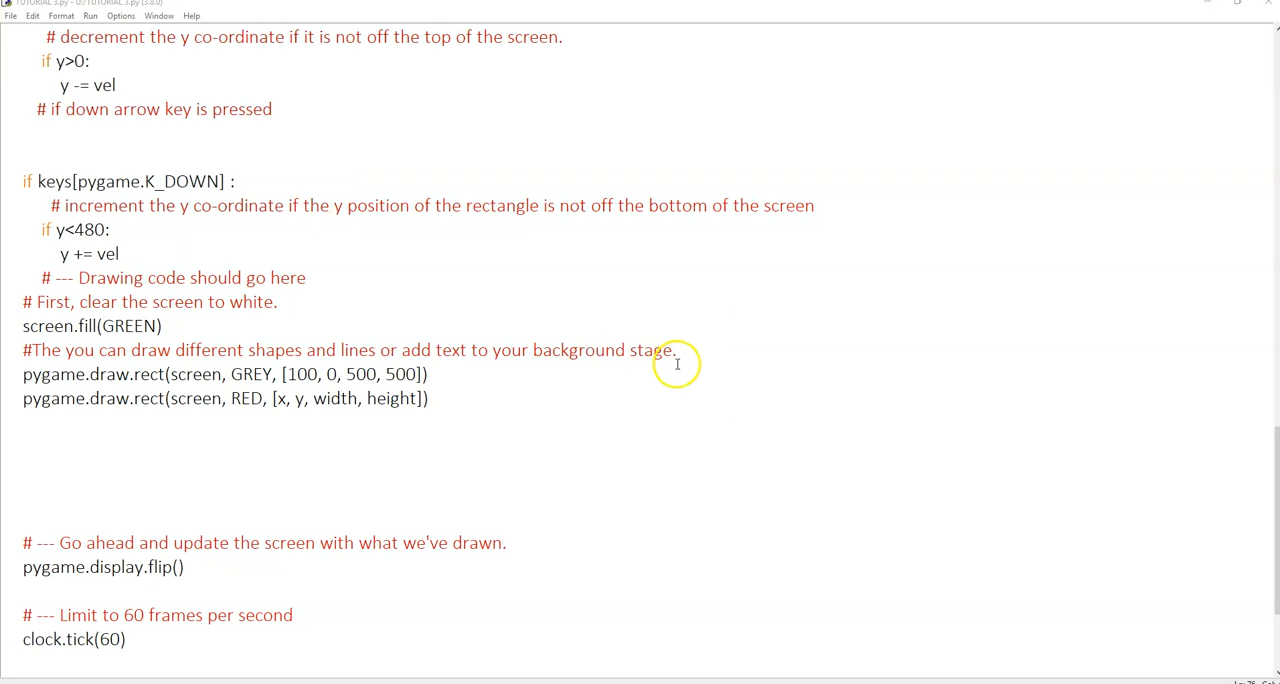 TUTORIAL 3.py - D:/TUTORIAL 3.py (3.8.0)
File Edit Format Run Options Window Help
# decrement the y co-ordinate if it is not off the top of the screen.
if y>0:
y -= vel
# if down arrow key is pressed
if keys[pygame.K_DOWN] :
# increment the y co-ordinate if the y position of the rectangle is not off the bottom of the screen
if y<480:
y += vel
# --- Drawing code should go here
# First, clear the screen to white.
screen.fill(GREEN)
#The you can draw different shapes and lines or add text to your background stage.
pygame.draw.rect(screen, GREY, [100, 0, 500, 500])
pygame.draw.rect(screen, RED, [x, y, width, height])
# --- Go ahead and update the screen with what we've drawn.
pygame.display.flip()
# --- Limit to 60 frames per second
clock.tick(60)